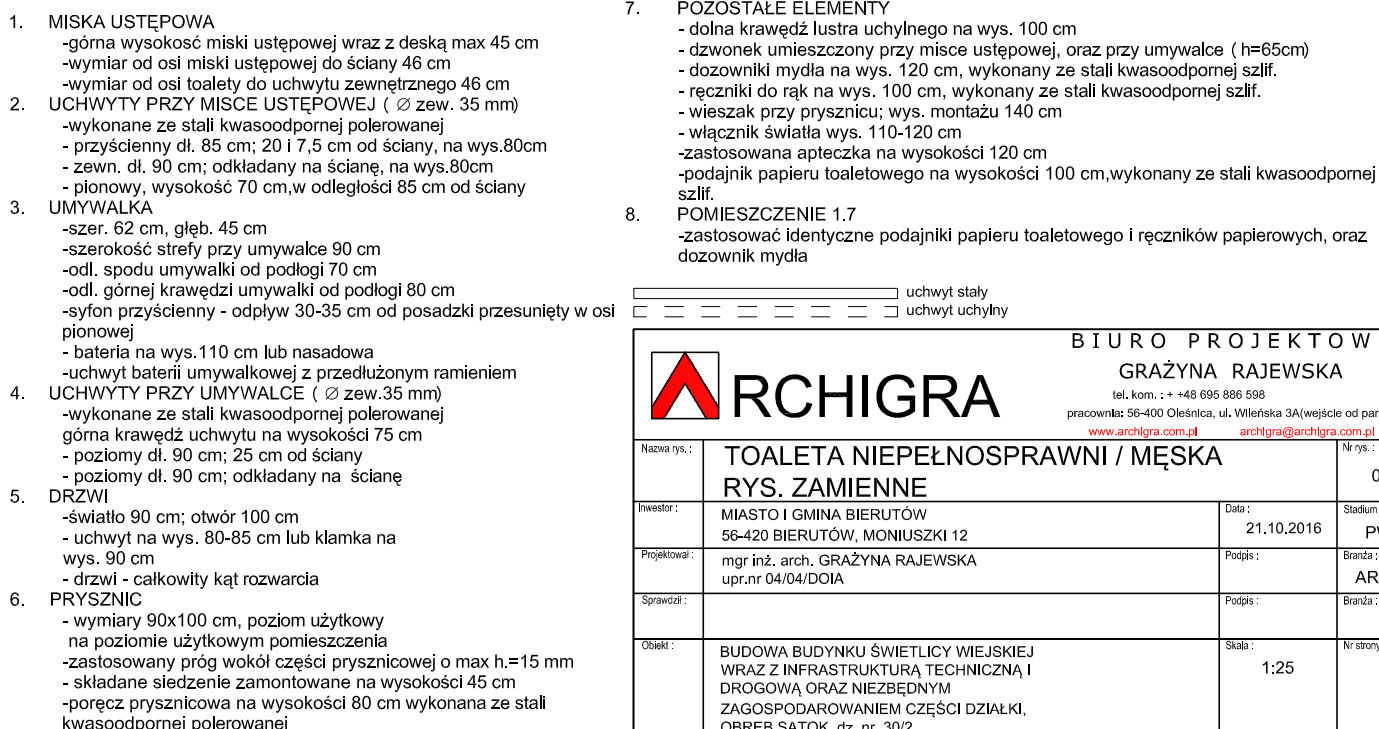 1. MISKA USTĘPOWA
-górna wysokosć miski ustępowej wraz z deską max 45 cm
-wymiar od osi miski ustępowej do ściany 46 cm
-wymiar od osi toalety do uchwytu zewnętrznego 46 cm
2. UCHWYTY PRZY MISCE USTĘPOWEJ ( ∅ zew. 35 mm)
-wykonane ze stali kwasoodpornej polerowanej
- przyścienny dł. 85 cm; 20 i 7,5 cm od ściany, na wys.80cm
- zewn. dł. 90 cm; odkładany na ścianę, na wys.80cm
- pionowy, wysokość 70 cm,w odległości 85 cm od ściany
3. UMYWALKA
-szer. 62 cm, głęb. 45 cm
-szerokość strefy przy umywalce 90 cm
-odl. spodu umywalki od podłogi 70 cm
-odl. górnej krawędzi umywalki od podłogi 80 cm
-syfon przyścienny - odpływ 30-35 cm od posadzki przesunięty w osi
pionowej
- bateria na wys.110 cm lub nasadowa
-uchwyt baterii umywalkowej z przedłużonym ramieniem
4. UCHWYTY PRZY UMYWALCE ( ∅ zew.35 mm)
-wykonane ze stali kwasoodpornej polerowanej
górna krawędź uchwytu na wysokości 75 cm
- poziomy dł. 90 cm; 25 cm od ściany
- poziomy dł. 90 cm; odkładany na ścianę
5. DRZWI
-światło 90 cm; otwór 100 cm
- uchwyt na wys. 80-85 cm lub klamka na
wys. 90 cm
- drzwi - całkowity kąt rozwarcia
6. PRYSZNIC
- wymiary 90x100 cm, poziom użytkowy
na poziomie użytkowym pomieszczenia
-zastosowany próg wokół części prysznicowej o max h.=15 mm
- składane siedzenie zamontowane na wysokości 45 cm
-poręcz prysznicowa na wysokości 80 cm wykonana ze stali
kwasoodpornej polerowanej
7. POZOSTAŁE ELEMENTY
- dolna krawędź lustra uchylnego na wys. 100 cm
- dzwonek umieszczony przy misce ustępowej, oraz przy umywalce ( h=65cm)
- dozowniki mydła na wys. 120 cm, wykonany ze stali kwasoodpornej szlif.
- ręczniki do rąk na wys. 100 cm, wykonany ze stali kwasoodpornej szlif.
- wieszak przy prysznicu; wys. montażu 140 cm
- włącznik światła wys. 110-120 cm
-zastosowana apteczka na wysokości 120 cm
-podajnik papieru toaletowego na wysokości 100 cm,wykonany ze stali kwasoodpornej
szlif.
8. POMIESZCZENIE 1.7
-zastosować identyczne podajniki papieru toaletowego i ręczników papierowych, oraz
dozownik mydła
uchwyt stały
uchwyt uchylny
RCHIGRA
BIURO PROJEKTOW
GRAŻYNA RAJEWSKA
tel. kom. : + +48 695 886 598
pracownia: 56-400 Oleśnica, ul. Wileńska 3A(wejście od par
www.archigra.com.pl archigra@archigra.com.pl
Nazwa rys. : TOALETA NIEPEŁNOSPRAWNI / MĘSKA Nr rys. :
RYS. ZAMIENNE 0
Inwestor : MIASTO I GMINA BIERUTÓW Data : Stadium
56-420 BIERUTÓW, MONIUSZKI 12 21.10.2016
Projektował : mgr inż. arch. GRAŻYNA RAJEWSKA Podpis : Branża :
upr.nr 04/04/DOIA AR
Sprawdził : Podpis : Branża :
Obiekt : BUDOWA BUDYNKU ŚWIETLICY WIEJSKIEJ Skala : Nr strony
WRAZ Z INFRASTRUKTURĄ TECHNICZNĄ I 1:25
DROGOWĄ ORAZ NIEZBĘDNYM
ZAGOSPODAROWANIEM CZĘŚCI DZIAŁKI,
OBRĘB SĄTOK, dz. nr. 30/2